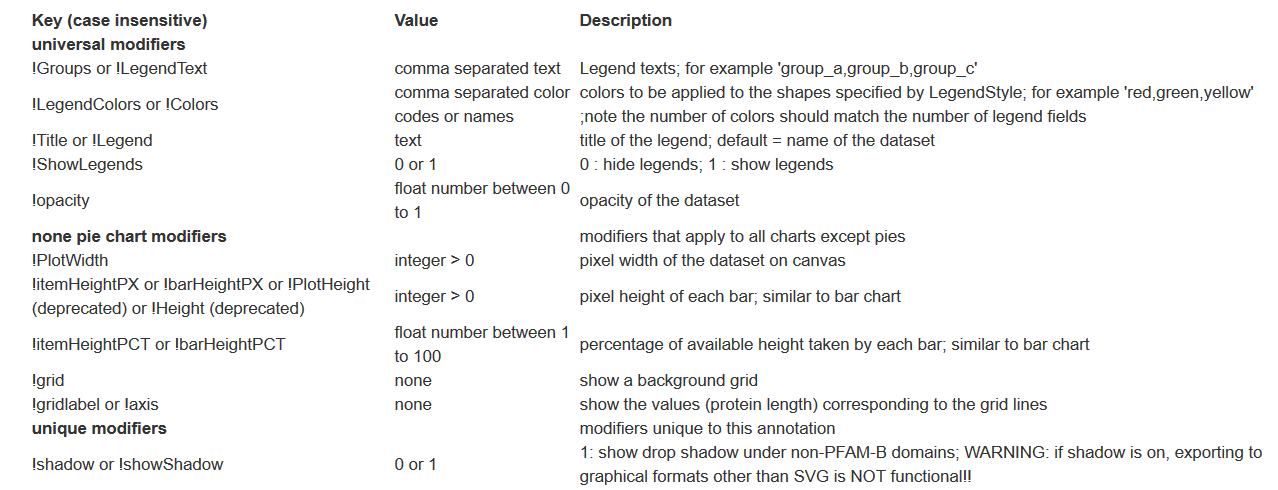 Key (case insensitive) Value Description
universal modifiers
!Groups or !LegendText comma separated text Legend texts; for example 'group_a,group_b,group_c'
!LegendColors or !Colors comma separated color codes or names colors to be applied to the shapes specified by LegendStyle; for example 'red,green,yellow' ;note the number of colors should match the number of legend fields
!Title or !Legend text title of the legend; default = name of the dataset
!ShowLegends 0 or 1 0 : hide legends; 1 : show legends
!opacity float number between 0 to 1 opacity of the dataset
none pie chart modifiers modifiers that apply to all charts except pies
!PlotWidth integer > 0 pixel width of the dataset on canvas
!itemHeightPX or !barHeightPX or !PlotHeight (deprecated) or !Height (deprecated) integer > 0 pixel height of each bar; similar to bar chart
!itemHeightPCT or !barHeightPCT float number between 1 to 100 percentage of available height taken by each bar; similar to bar chart
!grid none show a background grid
!gridlabel or !axis none show the values (protein length) corresponding to the grid lines
unique modifiers modifiers unique to this annotation
!shadow or !showShadow 0 or 1 1: show drop shadow under non-PFAM-B domains; WARNING: if shadow is on, exporting to graphical formats other than SVG is NOT functional!!